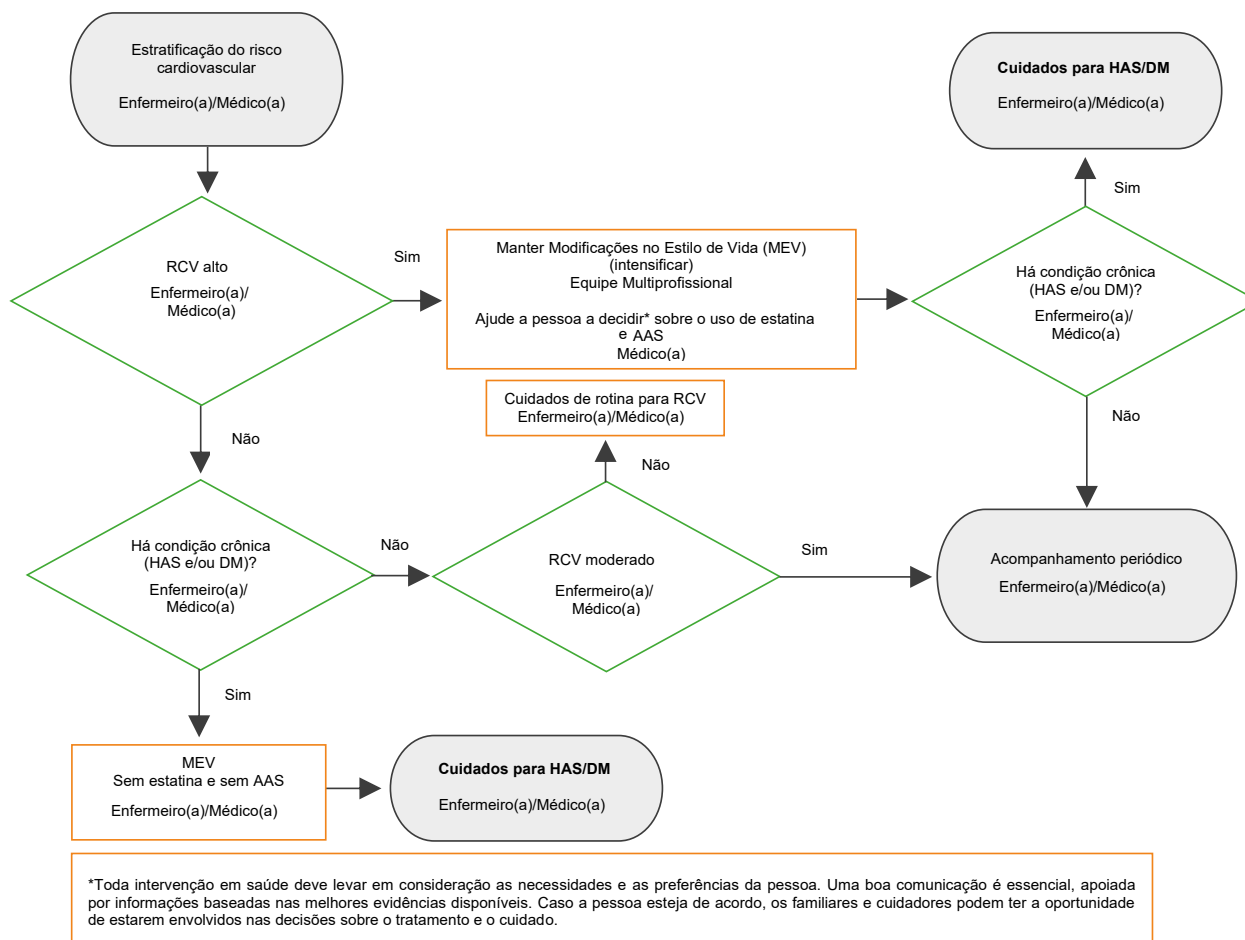 Estratificação do risco
cardiovascular
Enfermeiro(a)/Médico(a)
Cuidados para HAS/DM
Enfermeiro(a)/Médico(a)
Sim
RCV alto
Enfermeiro(a)/
Médico(a)
Sim
Manter Modificações no Estilo de Vida (MEV)
(intensificar)
Equipe Multiprofissional
Ajude a pessoa a decidir* sobre o uso de estatina
e AAS
Médico(a)
Há condição crônica
(HAS e/ou DM)?
Enfermeiro(a)/
Médico(a)
Cuidados de rotina para RCV
Enfermeiro(a)/Médico(a)
Não
Não
Não
Há condição crônica
(HAS e/ou DM)?
Enfermeiro(a)/
Médico(a)
Não
RCV moderado
Enfermeiro(a)/
Médico(a)
Sim
Acompanhamento periódico
Enfermeiro(a)/Médico(a)
Sim
MEV
Sem estatina e sem AAS
Enfermeiro(a)/Médico(a)
Cuidados para HAS/DM
Enfermeiro(a)/Médico(a)
*Toda intervenção em saúde deve levar em consideração as necessidades e as preferências da pessoa. Uma boa comunicação é essencial, apoiada
por informações baseadas nas melhores evidências disponíveis. Caso a pessoa esteja de acordo, os familiares e cuidadores podem ter a oportunidade
de estarem envolvidos nas decisões sobre o tratamento e o cuidado.